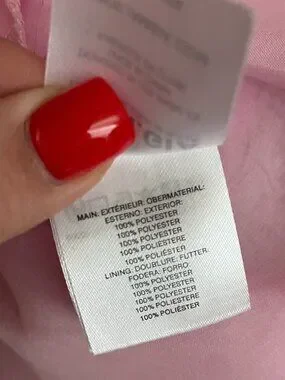 MAIN: EXTÉRIEUR: OBERMATERIAL:
ESTERNO: EXTERIOR:
100% POLYESTER
100% POLYESTER
100% POLYESTER
100% POLIESTERE
100% POLIÉSTER
LINING: DOUBLURE: FUTTER:
FODERA: FORRO:
100% POLYESTER
100% POLYESTER
100% POLYESTER
100% POLIESTERE
100% POLIÉSTER